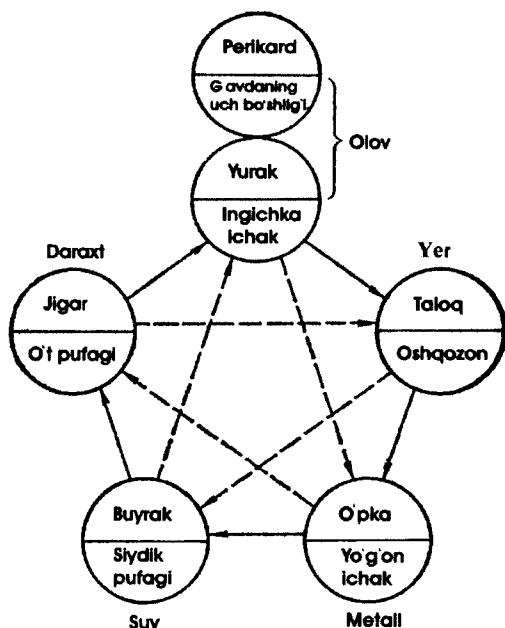 Perikard
Gavdaning
uch bo'shlig'i
Olov
Yurak
Ingichka
ichak
Daraxt
Yer
Jigar
O't pufagi
Taloq
Oshqozon
Buyrak
Siydik
pufagi
O'pka
Yo'g'on
ichak
Suv
Metall